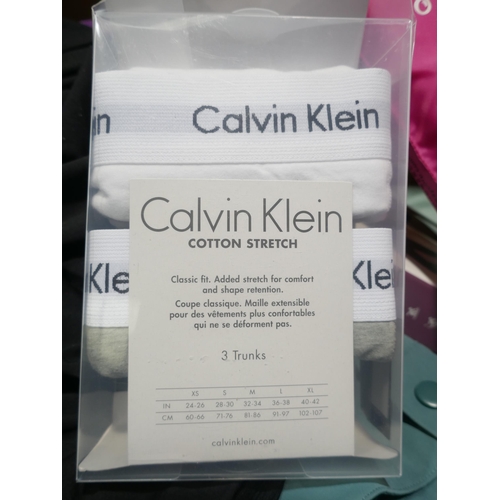 in Calvin Klein
Calvin Klein
COTTON STRETCH
Kle
Klein
Classic fit. Added stretch for comfort
and shape retention.
Coupe classique. Maille extensible
pour des vêtements plus confortables
qui ne se déforment pas.
3 Trunks
XS S M L XL
IN 24-26 28-30 32-34 36-38 40-42
CM 60-66 71-76 81-86 91-97 102-107
calvinklein.com